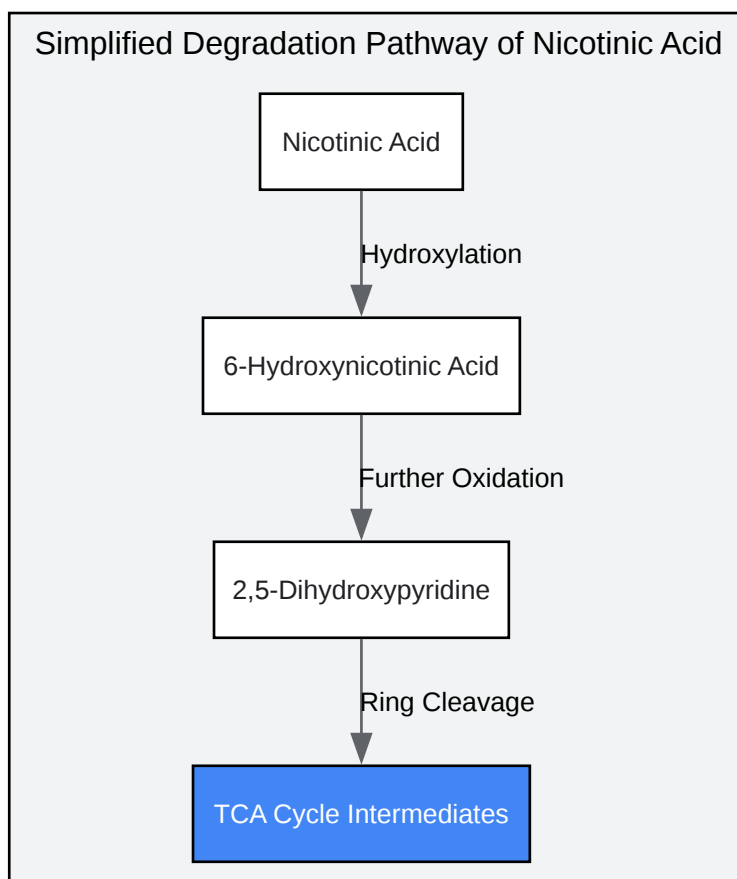 Simplified Degradation Pathway of Nicotinic Acid
Nicotinic Acid
Hydroxylation
6-Hydroxynicotinic Acid
Further Oxidation
2,5-Dihydroxypyridine
Ring Cleavage
TCA Cycle Intermediates